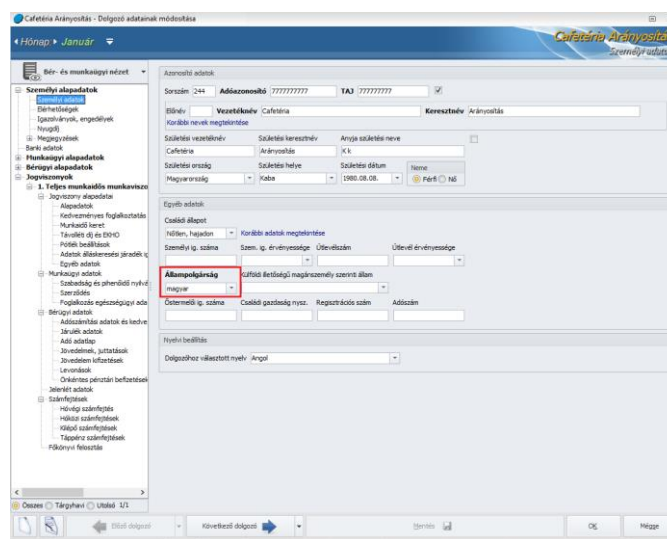 Cafetéria Arányosítás - Dolgozó adatainak módosítása
Hónap: Január
Cafetéria Arányosítás
Személyi adatok
Bér- és munkaügyi nézet
Személyi alapadatok
Személyi adatok
Elérhetőségek
Igazolványok, engedélyek
Nyugdíj
Megjegyzések
Banki adatok
Munkaügyi alapadatok
Bérügyi alapadatok
Jogviszonyok
1. Teljes munkaidős munkaviszo
Jogviszony alapadatai
Alapadatok
Kedvezményes foglalkoztatás
Munkaidő keret
Távolléti díj és EKHO
Pótlék beállítások
Adatok álláskeresési járadék ig
Egyéb adatok
Munkaügyi adatok
Szabadság és pihenőidő nyilvá
Szerződés
Foglalkozás egészségügyi ada
Bérügyi adatok
Adószámítási adatok és kedve
Járulék adatok
Adó adatlap
Jövedelmek, juttatások
Jövedelem kifizetések
Levonások
Önkéntes pénztári befizetések
Jelenlét adatok
Számfejtések
Hóvégi számfejtés
Hóközi számfejtések
Kilépő számfejtések
Táppénz számfejtések
Főkönyvi felosztás
Összes Tárgyhavi Utolsó 1/1
Azonosító adatok
Sorszám 244 Adóazonosító 7777777777 TAJ 777777777
Előnév Vezetéknév Cafetéria Keresztnév Arányosítás
Korábbi nevek megtekintése
Születési vezetéknév Születési keresztnév Anyja születési neve
Cafetéria Arányosítás K k
Születési ország Születési helye Születési dátum Neme
Magyarország Kaba 1980.08.08. Férfi Nő
Egyéb adatok
Családi állapot
Nőtlen, hajadon Korábbi adatok megtekintése
Személyi ig. száma Szem. ig. érvényessége Útlevélszám Útlevél érvényessége
Állampolgárság Külföldi illetőségű magánszemély szerinti állam
magyar
Őstermelői ig. száma Családi gazdaság nysz. Regisztrációs szám Adószám
Nyelvi beállítás
Dolgozóhoz választott nyelv Angol
Előző dolgozó Következő dolgozó Mentés OK Mégse